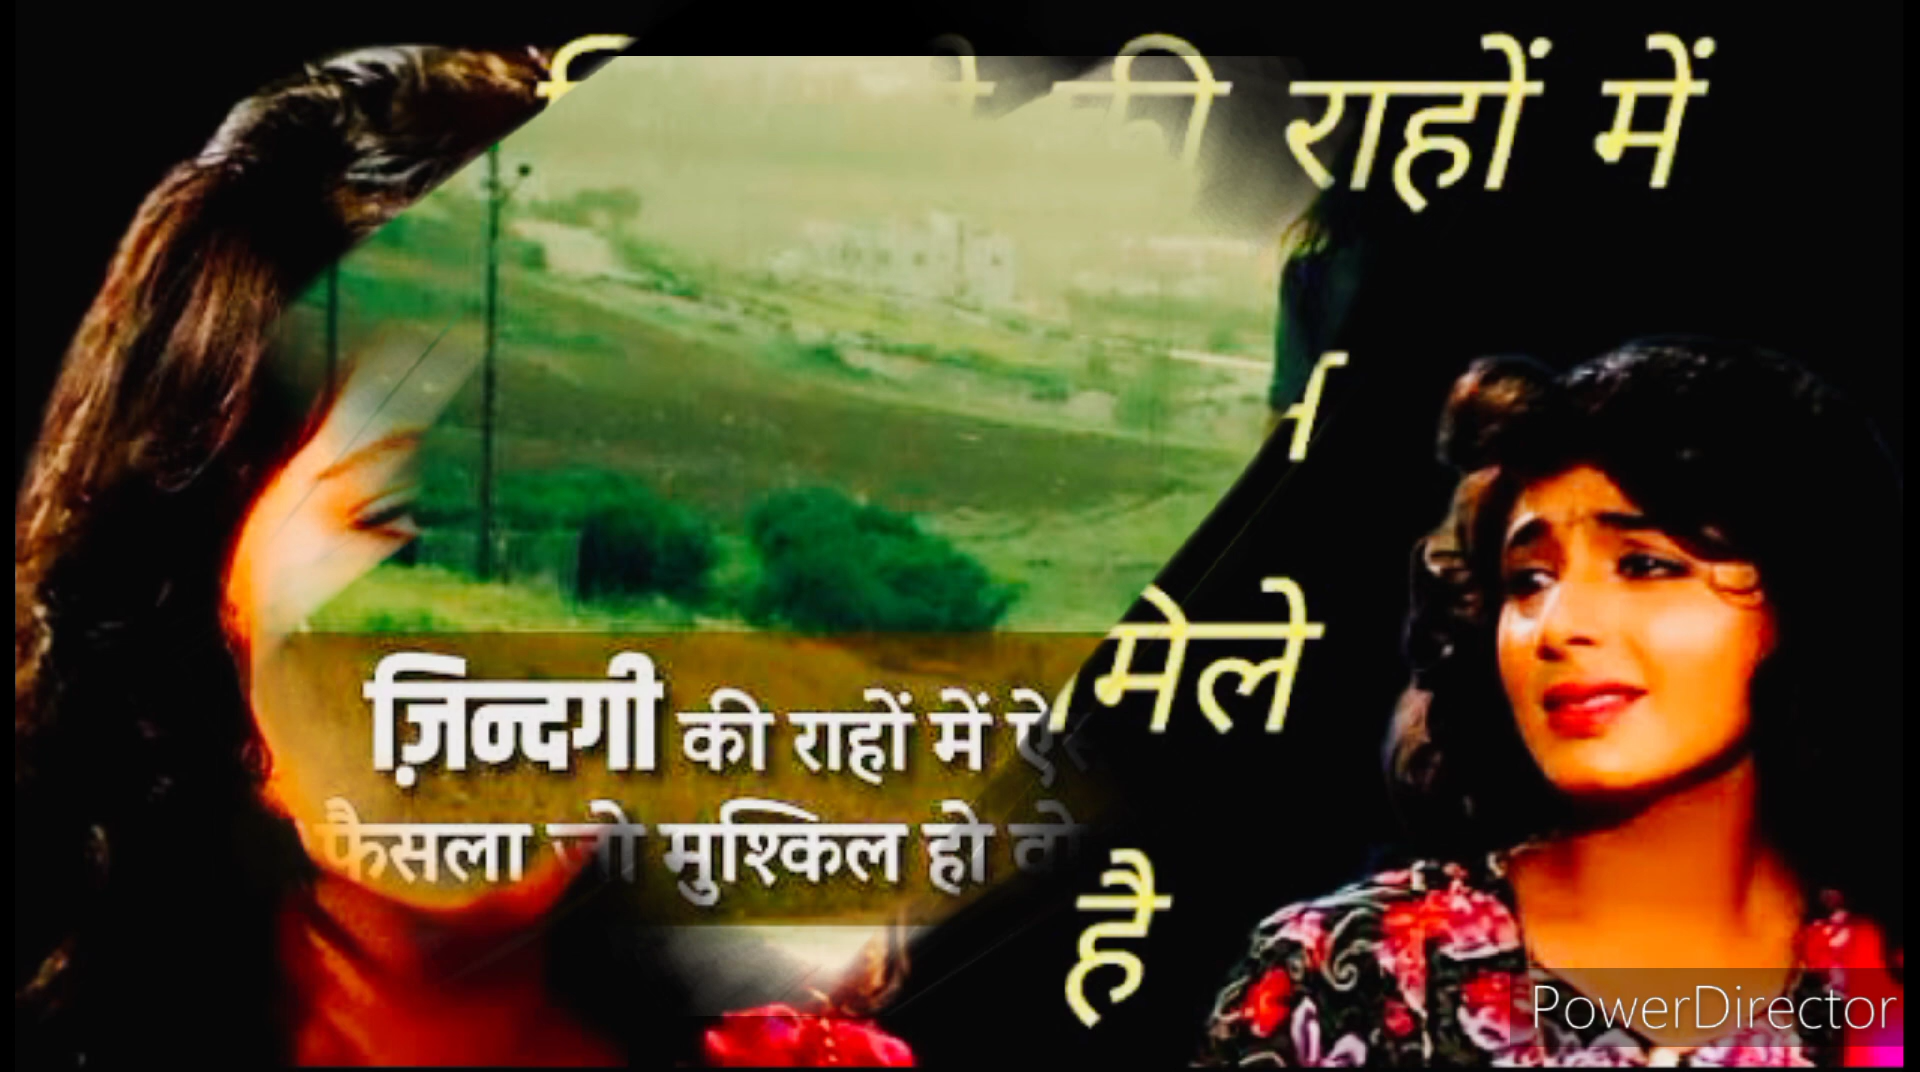 की राहों में
मेले
है
ज़िन्दगी की राहों में
फैसला जो मुश्किल हो वो
PowerDirector